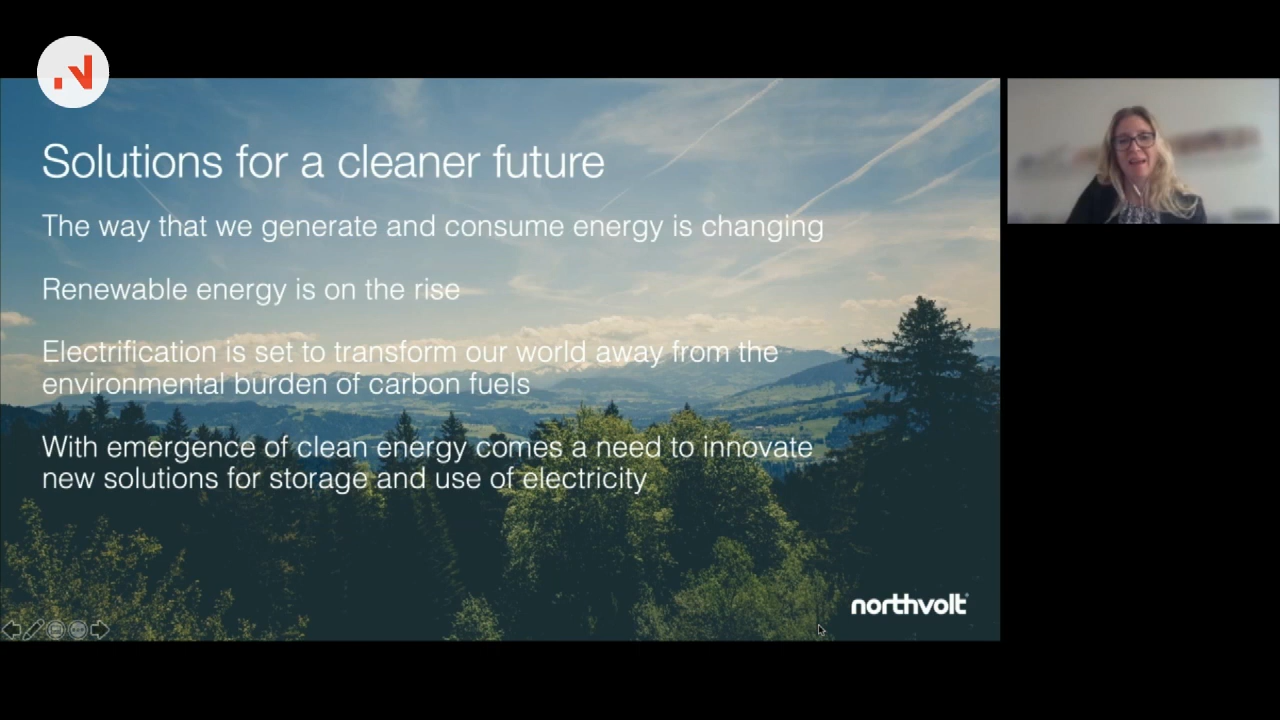 Solutions for a cleaner future
The way that we generate and consume energy is changing
Renewable energy is on the rise
Electrification is set to transform our world away from the
environmental burden of carbon fuels
With emergence of clean energy comes a need to innovate
new solutions for storage and use of electricity
northvolt